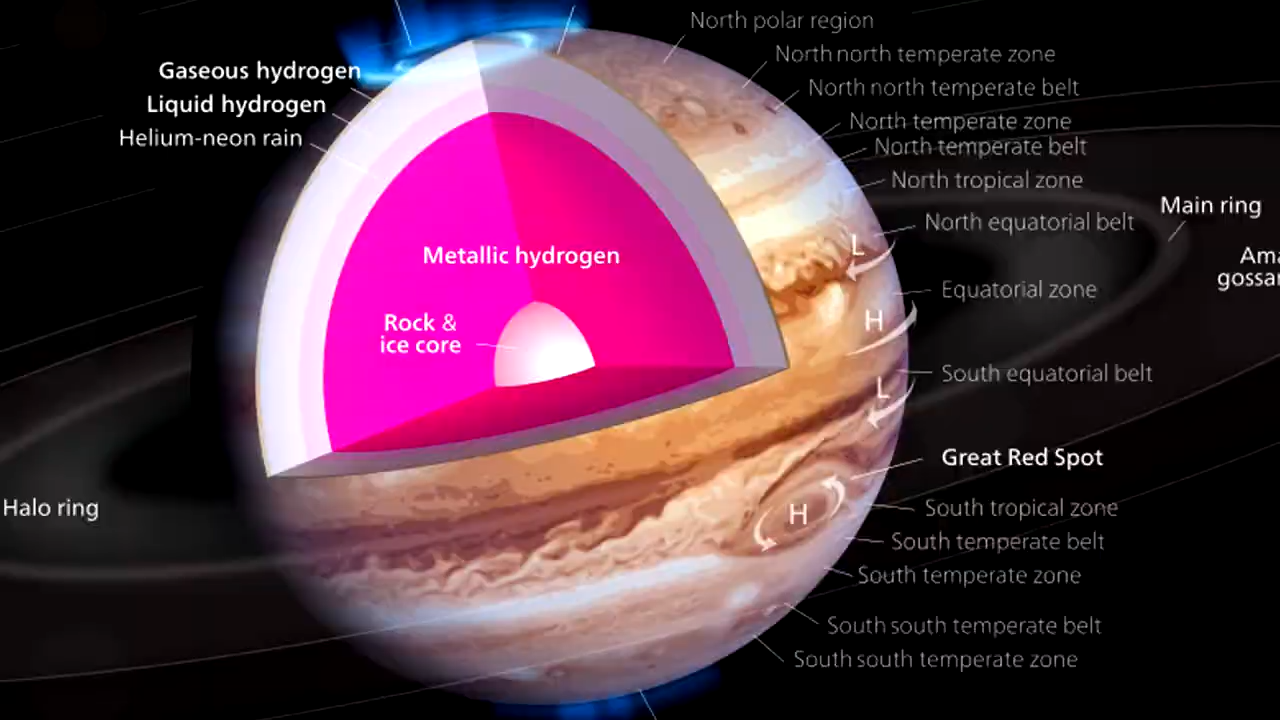 North polar region
North north temperate zone
North north temperate belt
North temperate zone
North temperate belt
North tropical zone
North equatorial belt
Equatorial zone
South equatorial belt
Great Red Spot
South tropical zone
South temperate belt
South temperate zone
South south temperate belt
South south temperate zone
Gaseous hydrogen
Liquid hydrogen
Helium-neon rain
Metallic hydrogen
Rock &
ice core
L
H
L
H
Main ring
Halo ring